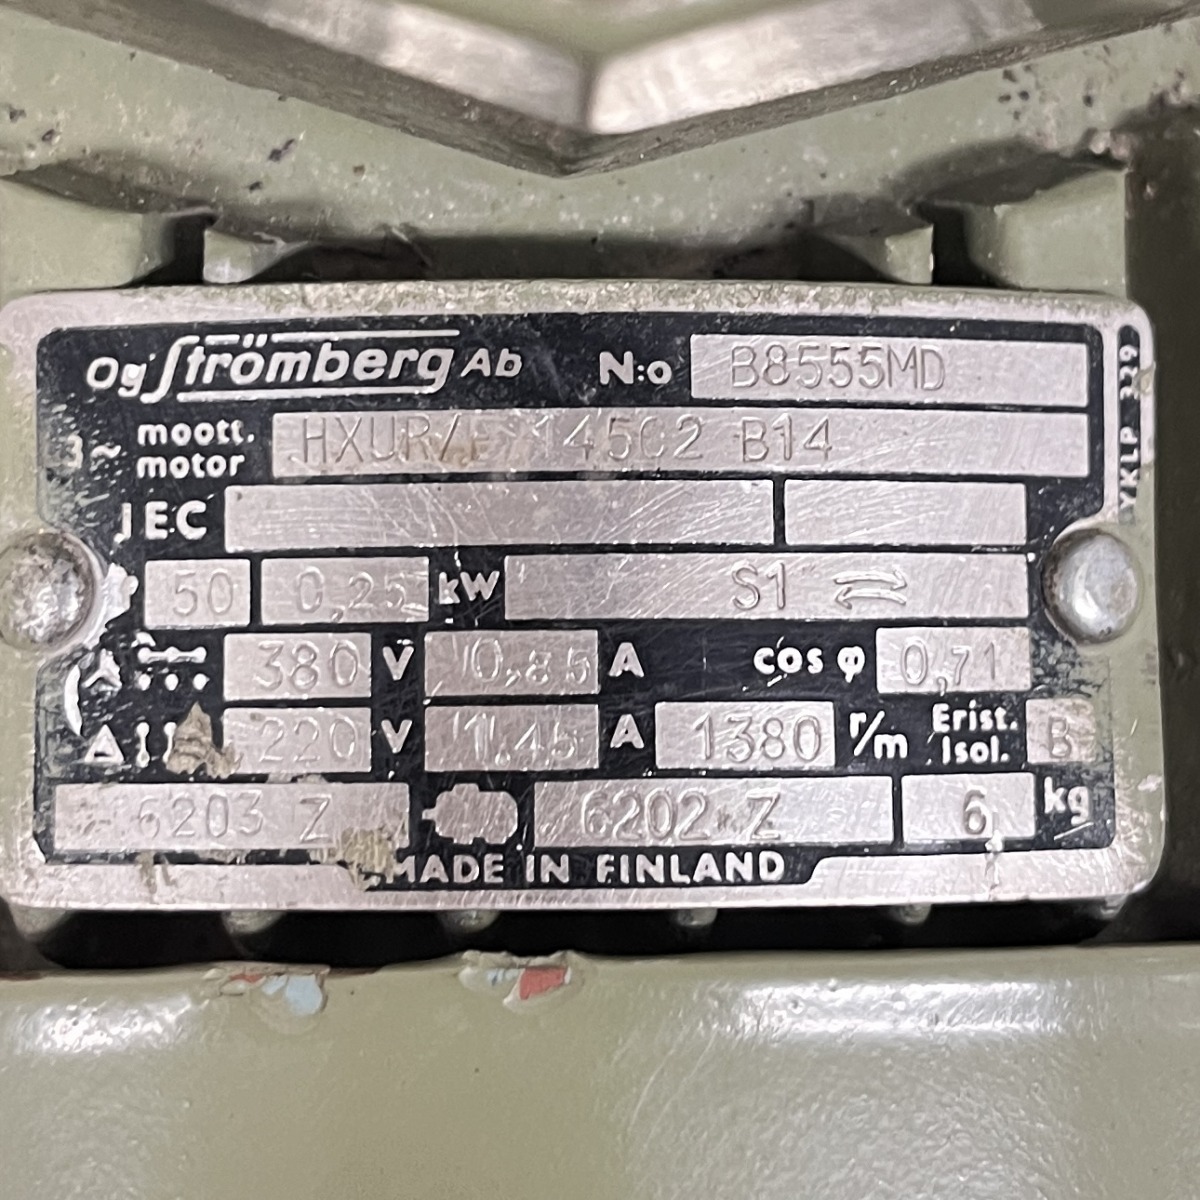 Oy Strömberg Ab N:o B8555MD
3~ moott. motor HXUR/E 145C2 B14
JEC
50 0,25 kW S1 ⇄
380 V 0,85 A cos φ 0,71
Δ 220 V 1,45 A 1380 r/m Erist. Isol. B
6203 Z 6202 Z 6 kg
MADE IN FINLAND
YKLP 329